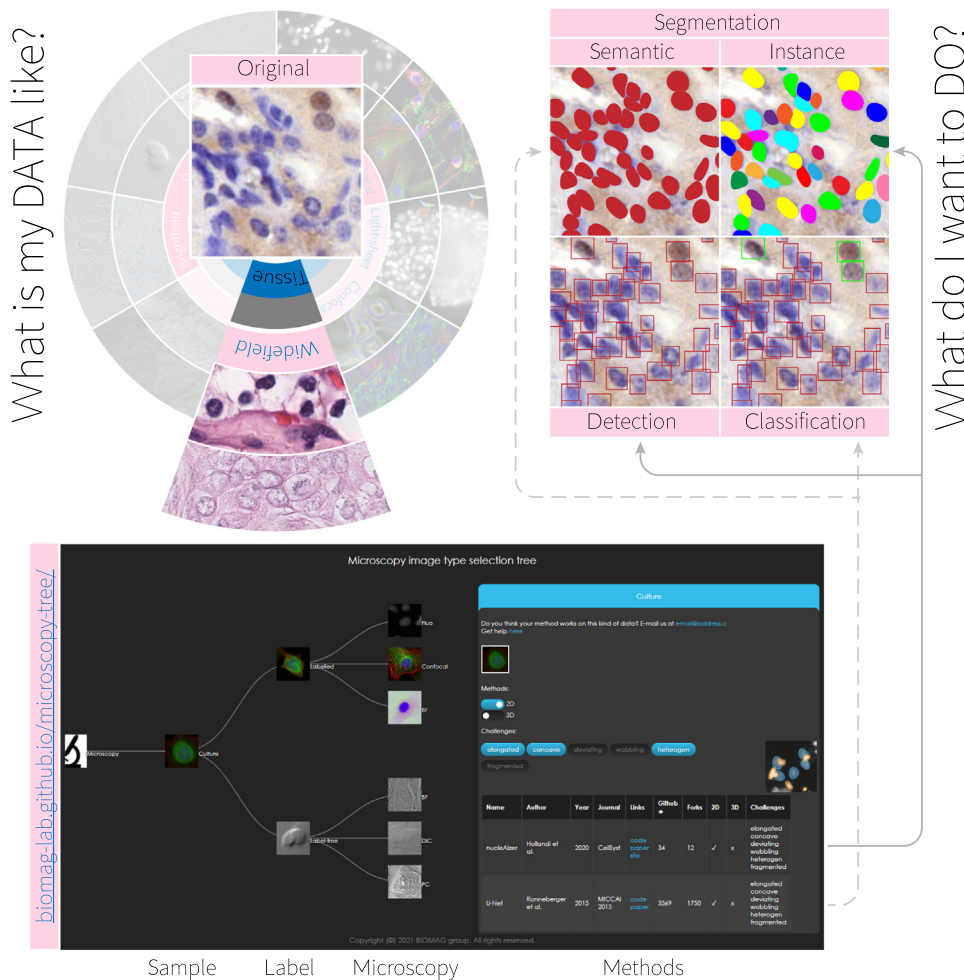 What is my DATA like?
Original
Brightfield
Light-sheet
Confocal
Tissue
Widefield
Segmentation
Semantic
Instance
Detection
Classification
What do I want to DO?
biomag-lab.github.io/microscopy-tree/
Microscopy image type selection tree
Microscopy
Culture
Labelled
Label-free
Fluo
Confocal
BF
BF
DIC
PC
Culture
Do you think your method works on this kind of data? E-mail us at email@address.c
Get help here
Methods:
2D
3D
Challenges:
elongated concave deviating wobbling heterogen
fragmented
Name Author Year Journal Links Github ★ Forks 2D 3D Challenges
nucleAIzer Hollandi et al. 2020 CellSyst code paper site 34 12 ✓ x elongated concave deviating wobbling heterogen fragmented
U-Net Ronneberger et al. 2015 MICCAI 2015 code paper 3569 1750 ✓ x elongated concave deviating wobbling heterogen fragmented
Copyright (©) 2021 BIOMAG group. All rights reserved.
Sample
Label
Microscopy
Methods